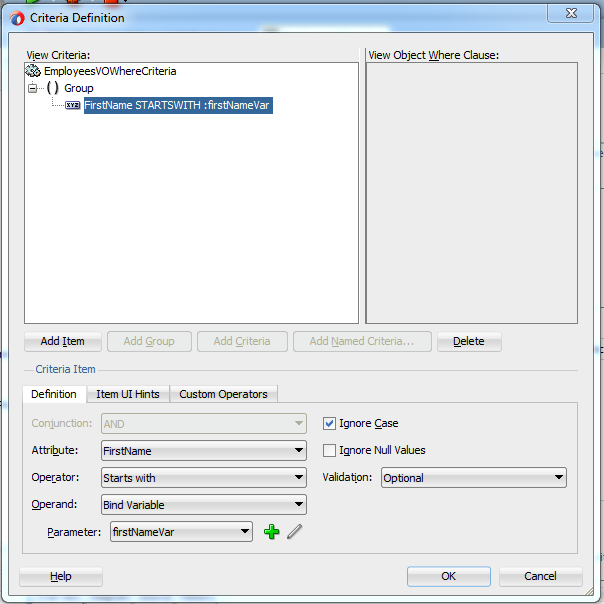 Criteria Definition
View Criteria:
View Object Where Clause:
EmployeesVOWhereCriteria
( ) Group
XYZ FirstName STARTSWITH :firstNameVar
Add Item Add Group Add Criteria Add Named Criteria... Delete
Criteria Item
Definition Item UI Hints Custom Operators
Conjunction: AND Ignore Case
Attribute: FirstName Ignore Null Values
Operator: Starts with Validation: Optional
Operand: Bind Variable
Parameter: firstNameVar
Help OK Cancel